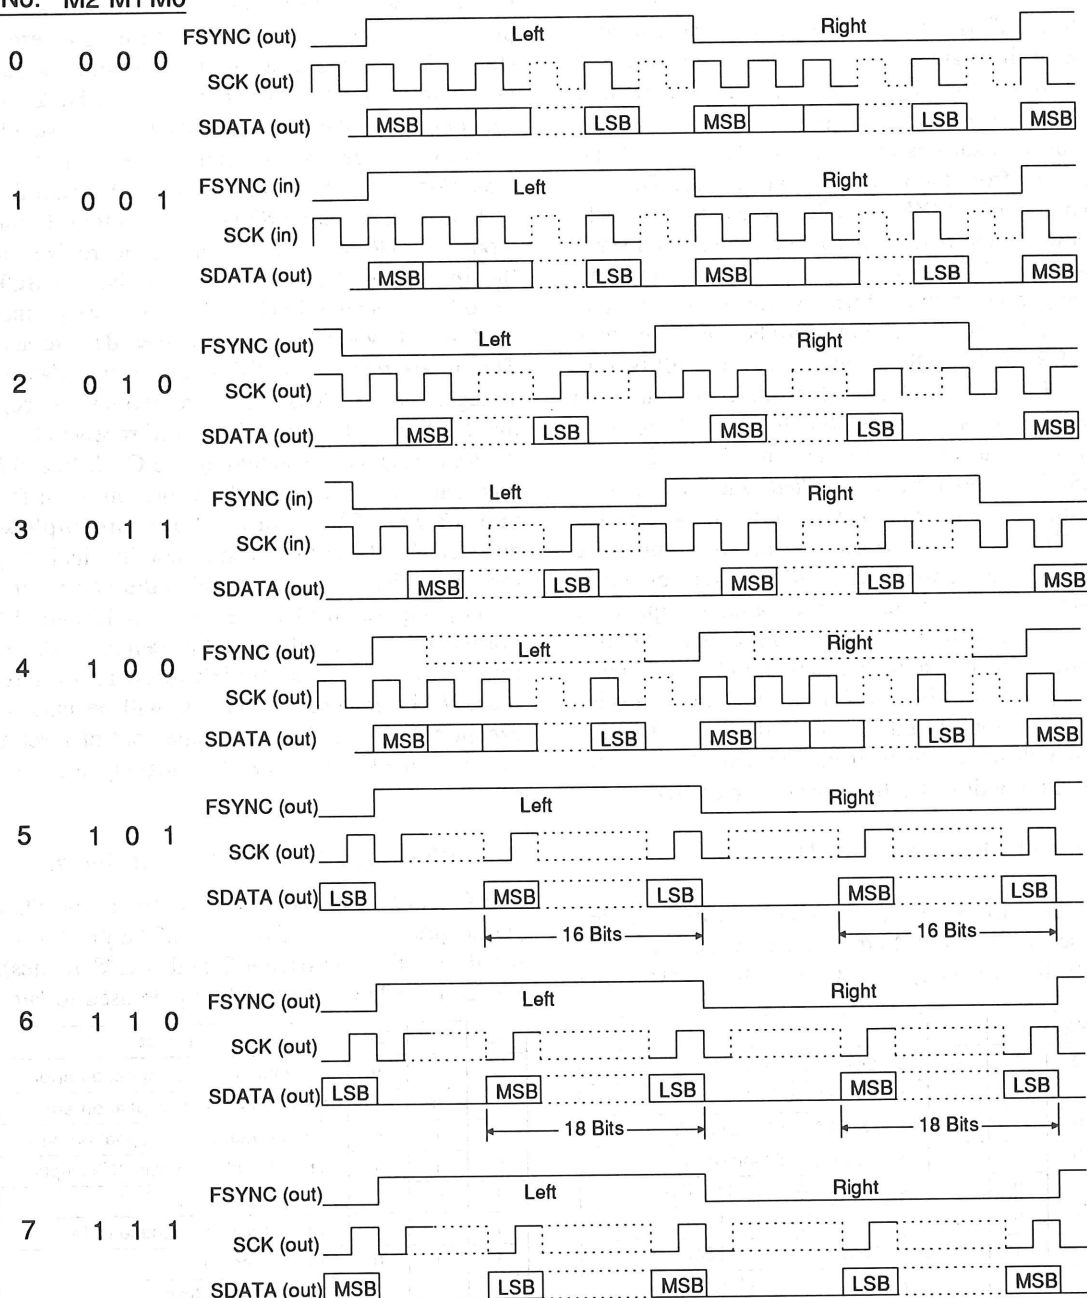 No. M2 M1 M0
FSYNC (out) Left Right
0 0 0 0
SCK (out)
SDATA (out) MSB LSB MSB LSB MSB
FSYNC (in) Left Right
1 0 0 1
SCK (in)
SDATA (out) MSB LSB MSB LSB MSB
FSYNC (out) Left Right
2 0 1 0
SCK (out)
SDATA (out) MSB LSB MSB LSB MSB
FSYNC (in) Left Right
3 0 1 1
SCK (in)
SDATA (out) MSB LSB MSB LSB MSB
FSYNC (out) Left Right
4 1 0 0
SCK (out)
SDATA (out) MSB LSB MSB LSB MSB
FSYNC (out) Left Right
5 1 0 1
SCK (out)
SDATA (out) LSB MSB LSB MSB LSB
16 Bits 16 Bits
FSYNC (out) Left Right
6 1 1 0
SCK (out)
SDATA (out) LSB MSB LSB MSB LSB
18 Bits 18 Bits
FSYNC (out) Left Right
7 1 1 1
SCK (out)
SDATA (out) MSB LSB MSB LSB MSB